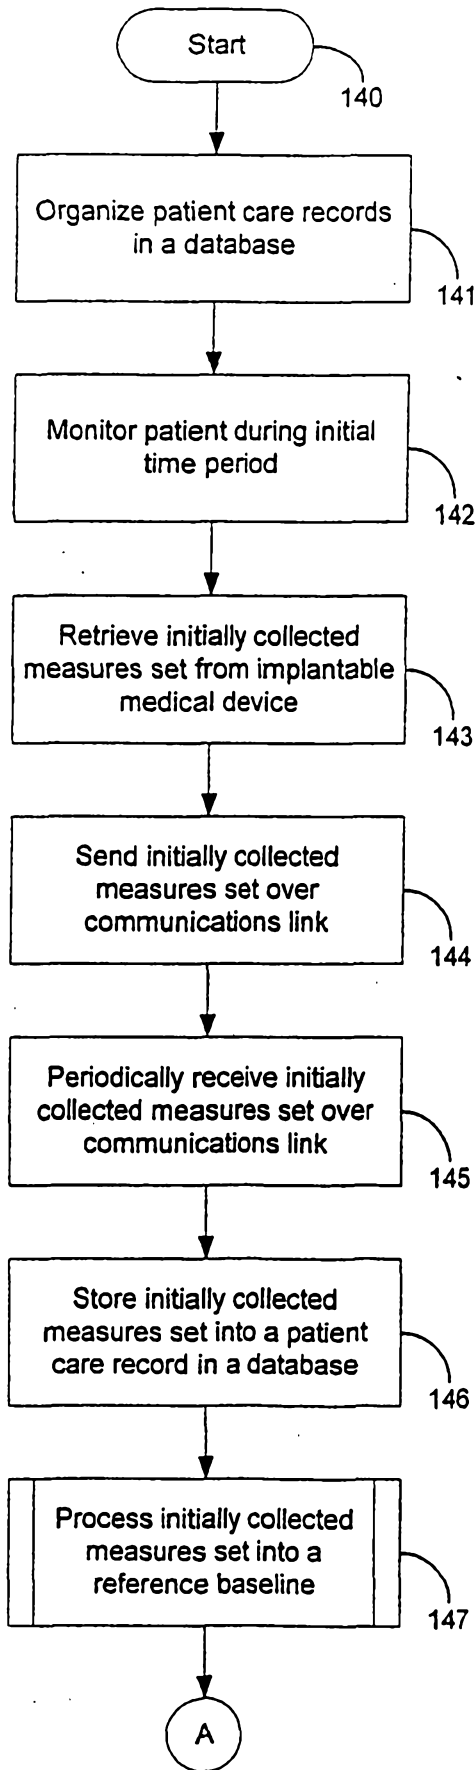 Start
140
Organize patient care records
in a database
141
Monitor patient during initial
time period
142
Retrieve initially collected
measures set from implantable
medical device
143
Send initially collected
measures set over
communications link
144
Periodically receive initially
collected measures set over
communications link
145
Store initially collected
measures set into a patient
care record in a database
146
Process initially collected
measures set into a
reference baseline
147
A